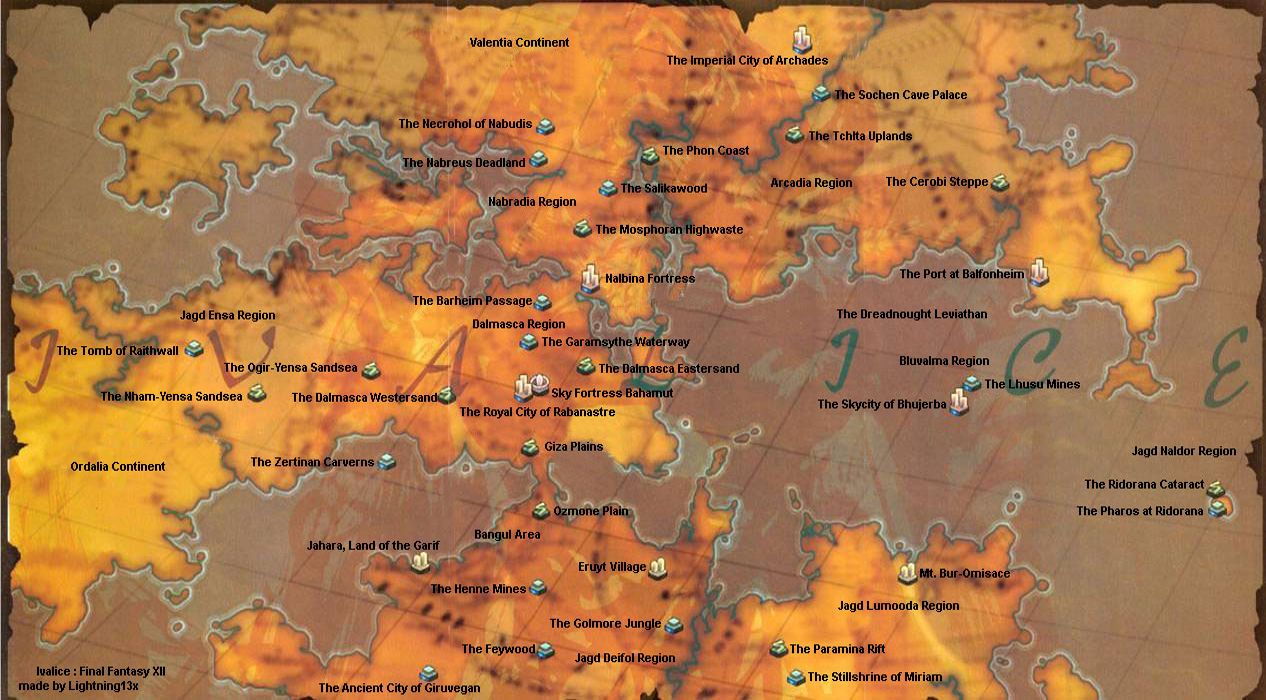 Valentia Continent
The Imperial City of Archades
The Sochen Cave Palace
The Necrohol of Nabudis
The Tchita Uplands
The Phon Coast
The Nabreus Deadland
Arcadia Region
The Cerobi Steppe
The Salikawood
Nabradia Region
The Mosphoran Highwaste
The Port at Balfonheim
Nalbina Fortress
The Barheim Passage
Jagd Ensa Region
The Dreadnought Leviathan
Dalmasca Region
The Garamsythe Waterway
The Tomb of Raithwall
IVALICE
Bluvalma Region
The Ogir-Yensa Sandsea
The Dalmasca Eastersand
The Lhusu Mines
The Nham-Yensa Sandsea
The Dalmasca Westersand
Sky Fortress Bahamut
The Skycity of Bhujerba
The Royal City of Rabanastre
Giza Plains
Jagd Naldor Region
Ordalia Continent
The Zertinan Carverns
The Ridorana Cataract
Ozmone Plain
The Pharos at Ridorana
Bangul Area
Jahara, Land of the Garif
Eruyt Village
Mt. Bur-Omisace
The Henne Mines
Jagd Lumooda Region
The Golmore Jungle
The Feywood
Jagd Deifol Region
The Paramina Rift
Ivalice : Final Fantasy XII
made by Lightning13x
The Stillshrine of Miriam
The Ancient City of Giruvegan